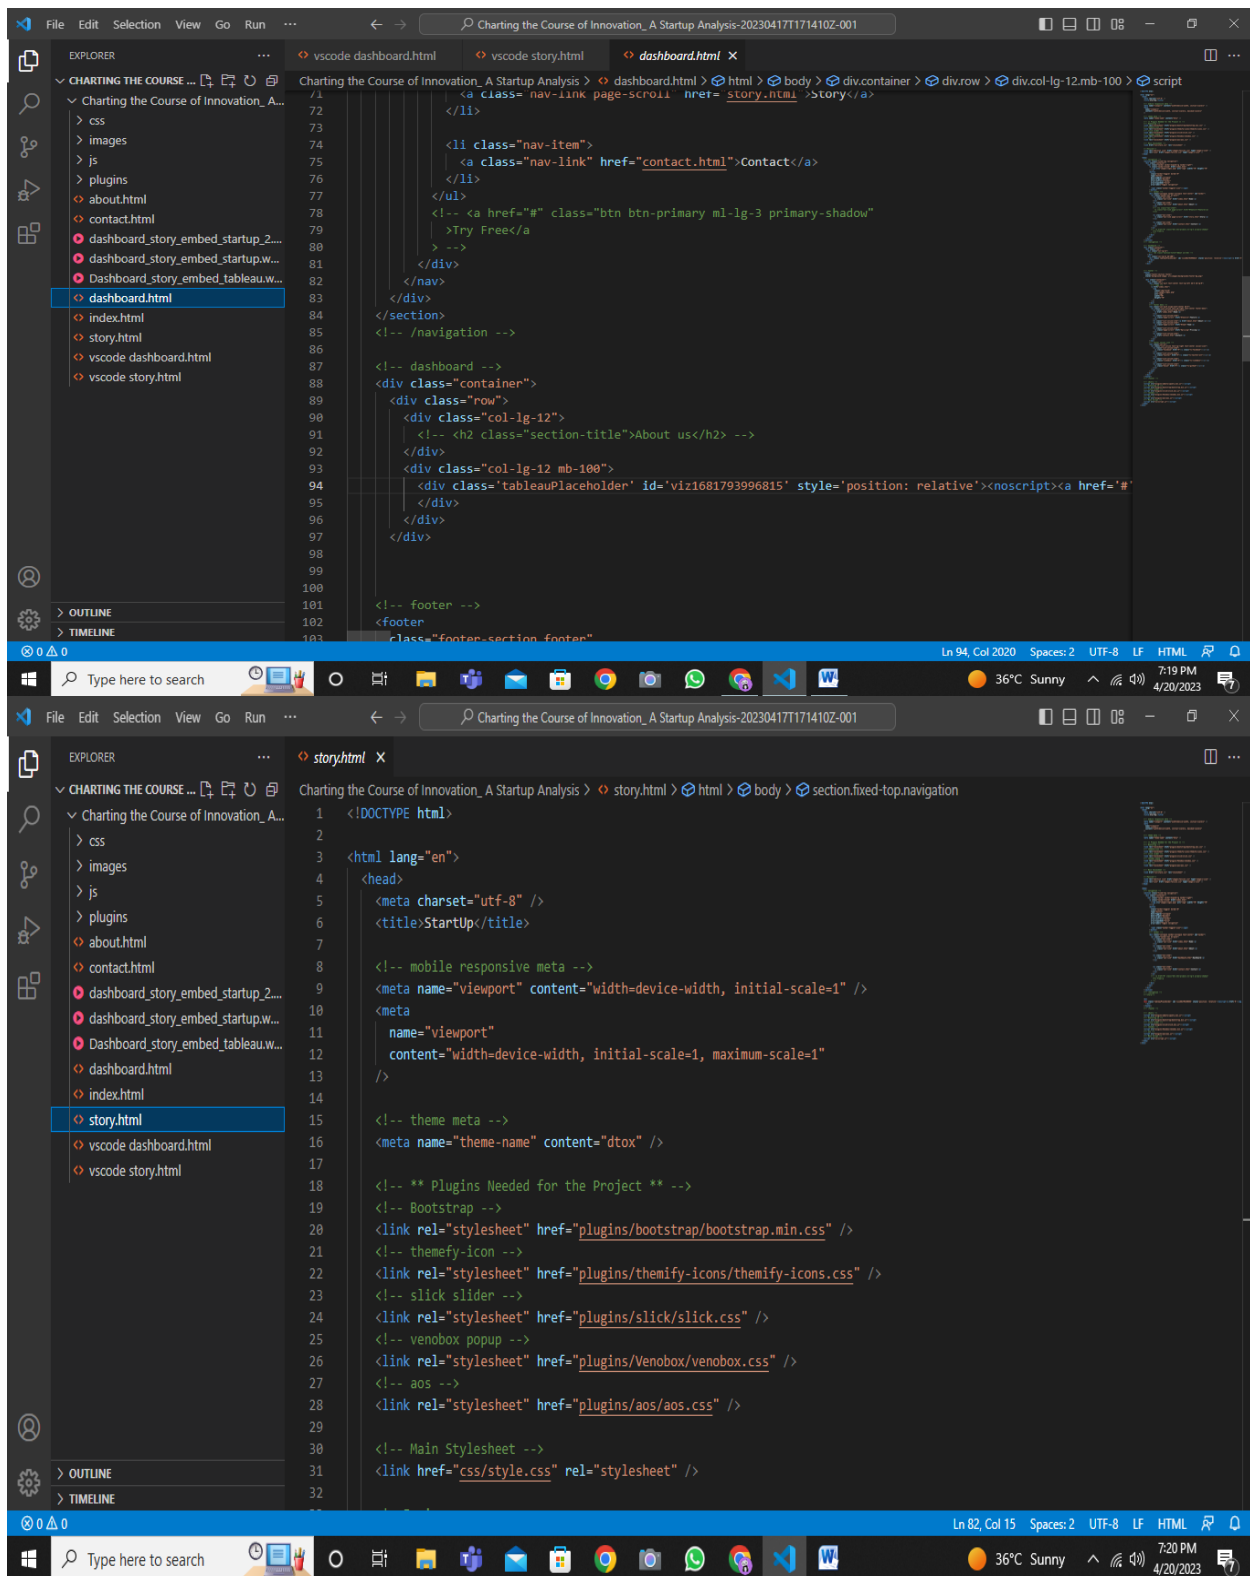 File Edit Selection View Go Run ··· Charting the Course of Innovation_ A Startup Analysis-20230417T171410Z-001
EXPLORER ··· vscode dashboard.html vscode story.html dashboard.html
CHARTING THE COURSE ... Charting the Course of Innovation_ A Startup Analysis > dashboard.html > html > body > div.container > div.row > div.col-lg-12.mb-100 > script
Charting the Course of Innovation_ A...
css
images
js
plugins
about.html
contact.html
dashboard_story_embed_startup_2....
dashboard_story_embed_startup.w...
Dashboard_story_embed_tableau.w...
dashboard.html
index.html
story.html
vscode dashboard.html
vscode story.html
OUTLINE
TIMELINE
71 <a class="nav-link page-scroll" href="story.html">Story</a>
72 </li>
73
74 <li class="nav-item">
75 <a class="nav-link" href="contact.html">Contact</a>
76 </li>
77 </ul>
78 <!-- <a href="#" class="btn btn-primary ml-lg-3 primary-shadow"
79 >Try Free</a
80 > -->
81 </div>
82 </nav>
83 </div>
84 </section>
85 <!-- /navigation -->
86
87 <!-- dashboard -->
88 <div class="container">
89 <div class="row">
90 <div class="col-lg-12">
91 <!-- <h2 class="section-title">About us</h2> -->
92 </div>
93 <div class="col-lg-12 mb-100">
94 <div class='tableauPlaceholder' id='viz1681793996815' style='position: relative'><noscript><a href='#'
95 </div>
96 </div>
97 </div>
98
99
100
101 <!-- footer -->
102 <footer
103 class="footer-section footer"
0 0 Ln 94, Col 2020 Spaces: 2 UTF-8 LF HTML
Type here to search 36°C Sunny 7:19 PM
4/20/2023
File Edit Selection View Go Run ··· Charting the Course of Innovation_ A Startup Analysis-20230417T171410Z-001
EXPLORER ··· story.html
CHARTING THE COURSE ... Charting the Course of Innovation_ A Startup Analysis > story.html > html > body > section.fixed-top.navigation
Charting the Course of Innovation_ A...
css
images
js
plugins
about.html
contact.html
dashboard_story_embed_startup_2....
dashboard_story_embed_startup.w...
Dashboard_story_embed_tableau.w...
dashboard.html
index.html
story.html
vscode dashboard.html
vscode story.html
OUTLINE
TIMELINE
1 <!DOCTYPE html>
2
3 <html lang="en">
4 <head>
5 <meta charset="utf-8" />
6 <title>StartUp</title>
7
8 <!-- mobile responsive meta -->
9 <meta name="viewport" content="width=device-width, initial-scale=1" />
10 <meta
11 name="viewport"
12 content="width=device-width, initial-scale=1, maximum-scale=1"
13 />
14
15 <!-- theme meta -->
16 <meta name="theme-name" content="dtox" />
17
18 <!-- ** Plugins Needed for the Project ** -->
19 <!-- Bootstrap -->
20 <link rel="stylesheet" href="plugins/bootstrap/bootstrap.min.css" />
21 <!-- themefy-icon -->
22 <link rel="stylesheet" href="plugins/themify-icons/themify-icons.css" />
23 <!-- slick slider -->
24 <link rel="stylesheet" href="plugins/slick/slick.css" />
25 <!-- venobox popup -->
26 <link rel="stylesheet" href="plugins/Venobox/venobox.css" />
27 <!-- aos -->
28 <link rel="stylesheet" href="plugins/aos/aos.css" />
29
30 <!-- Main Stylesheet -->
31 <link href="css/style.css" rel="stylesheet" />
32
0 0 Ln 82, Col 15 Spaces: 2 UTF-8 LF HTML
Type here to search 36°C Sunny 7:20 PM
4/20/2023